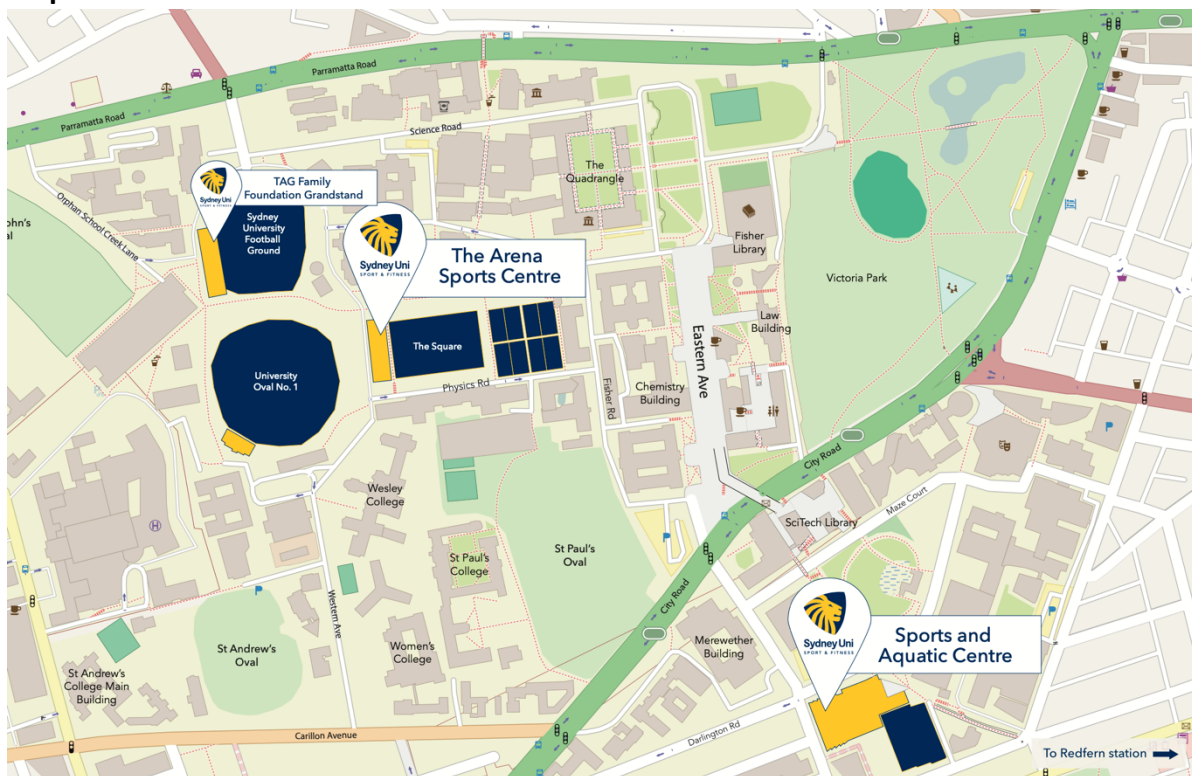 Parramatta Road
Parramatta Road
Science Road
Orphan School Creek Lane
Sydney Uni
SPORT & FITNESS
TAG Family
Foundation Grandstand
Sydney
University
Football
Ground
The
Quadrangle
Sydney Uni
SPORT & FITNESS
The Arena
Sports Centre
Fisher
Library
Victoria Park
The Square
Law
Building
Eastern Ave
University
Oval No. 1
Physics Rd
Fisher Rd
Chemistry
Building
City Road
Wesley
College
Maze Court
SciTech Library
H
St Paul's
College
St Paul's
Oval
City Road
Western Ave
Sydney Uni
SPORT & FITNESS
Sports and
Aquatic Centre
Merewether
Building
Women's
College
St Andrew's
Oval
St Andrew's
College Main
Building
Carillon Avenue
Darlington Rd
To Redfern station